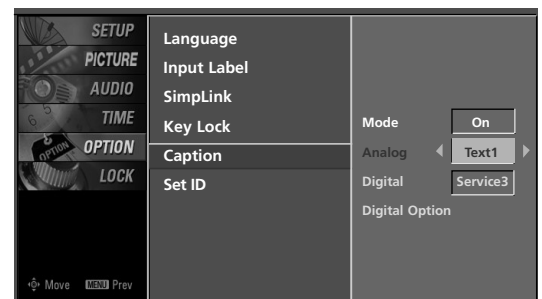 SETUP
PICTURE
AUDIO
TIME
OPTION
LOCK
Move MENU Prev
Language
Input Label
SimpLink
Key Lock
Caption
Set ID
Mode On
Analog Text1
Digital Service3
Digital Option